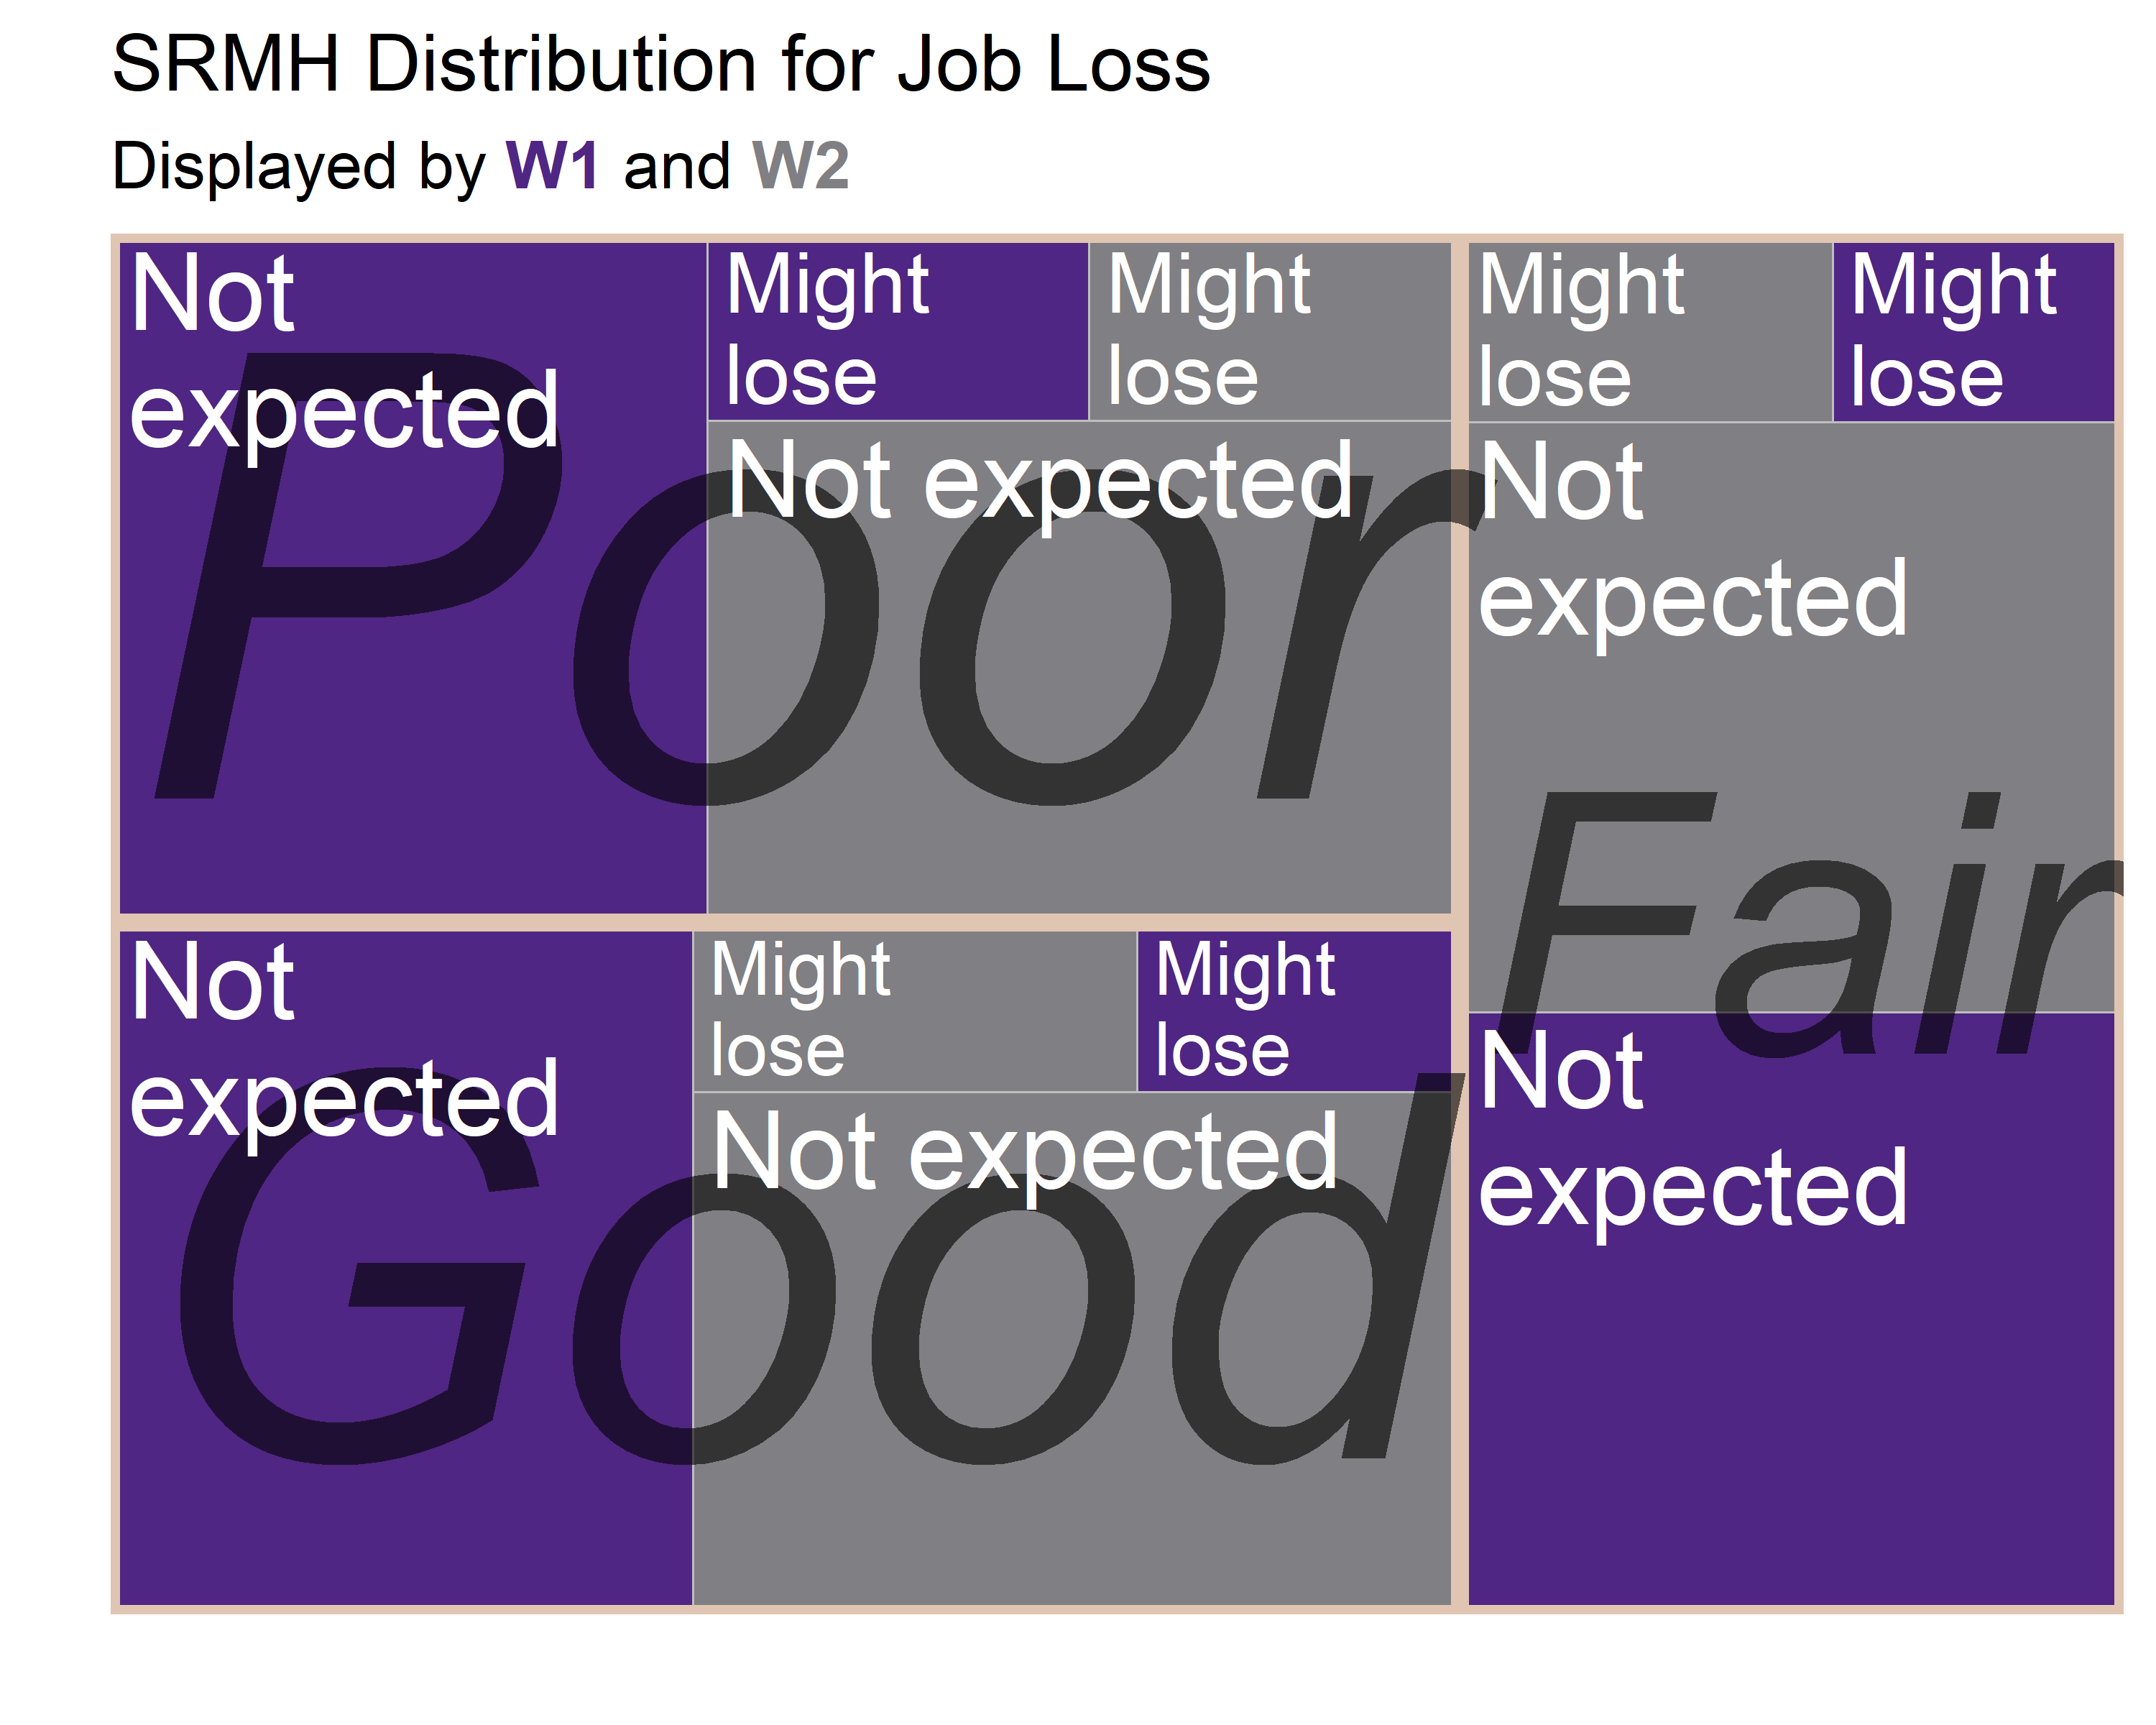 SRMH Distribution for Job Loss
Displayed by W1 and W2
Not
expected
Might
lose
Might
lose
Not expected
Poor
Might
lose
Might
lose
Not
expected
Fair
Not
expected
Not
expected
Might
lose
Might
lose
Not expected
Good